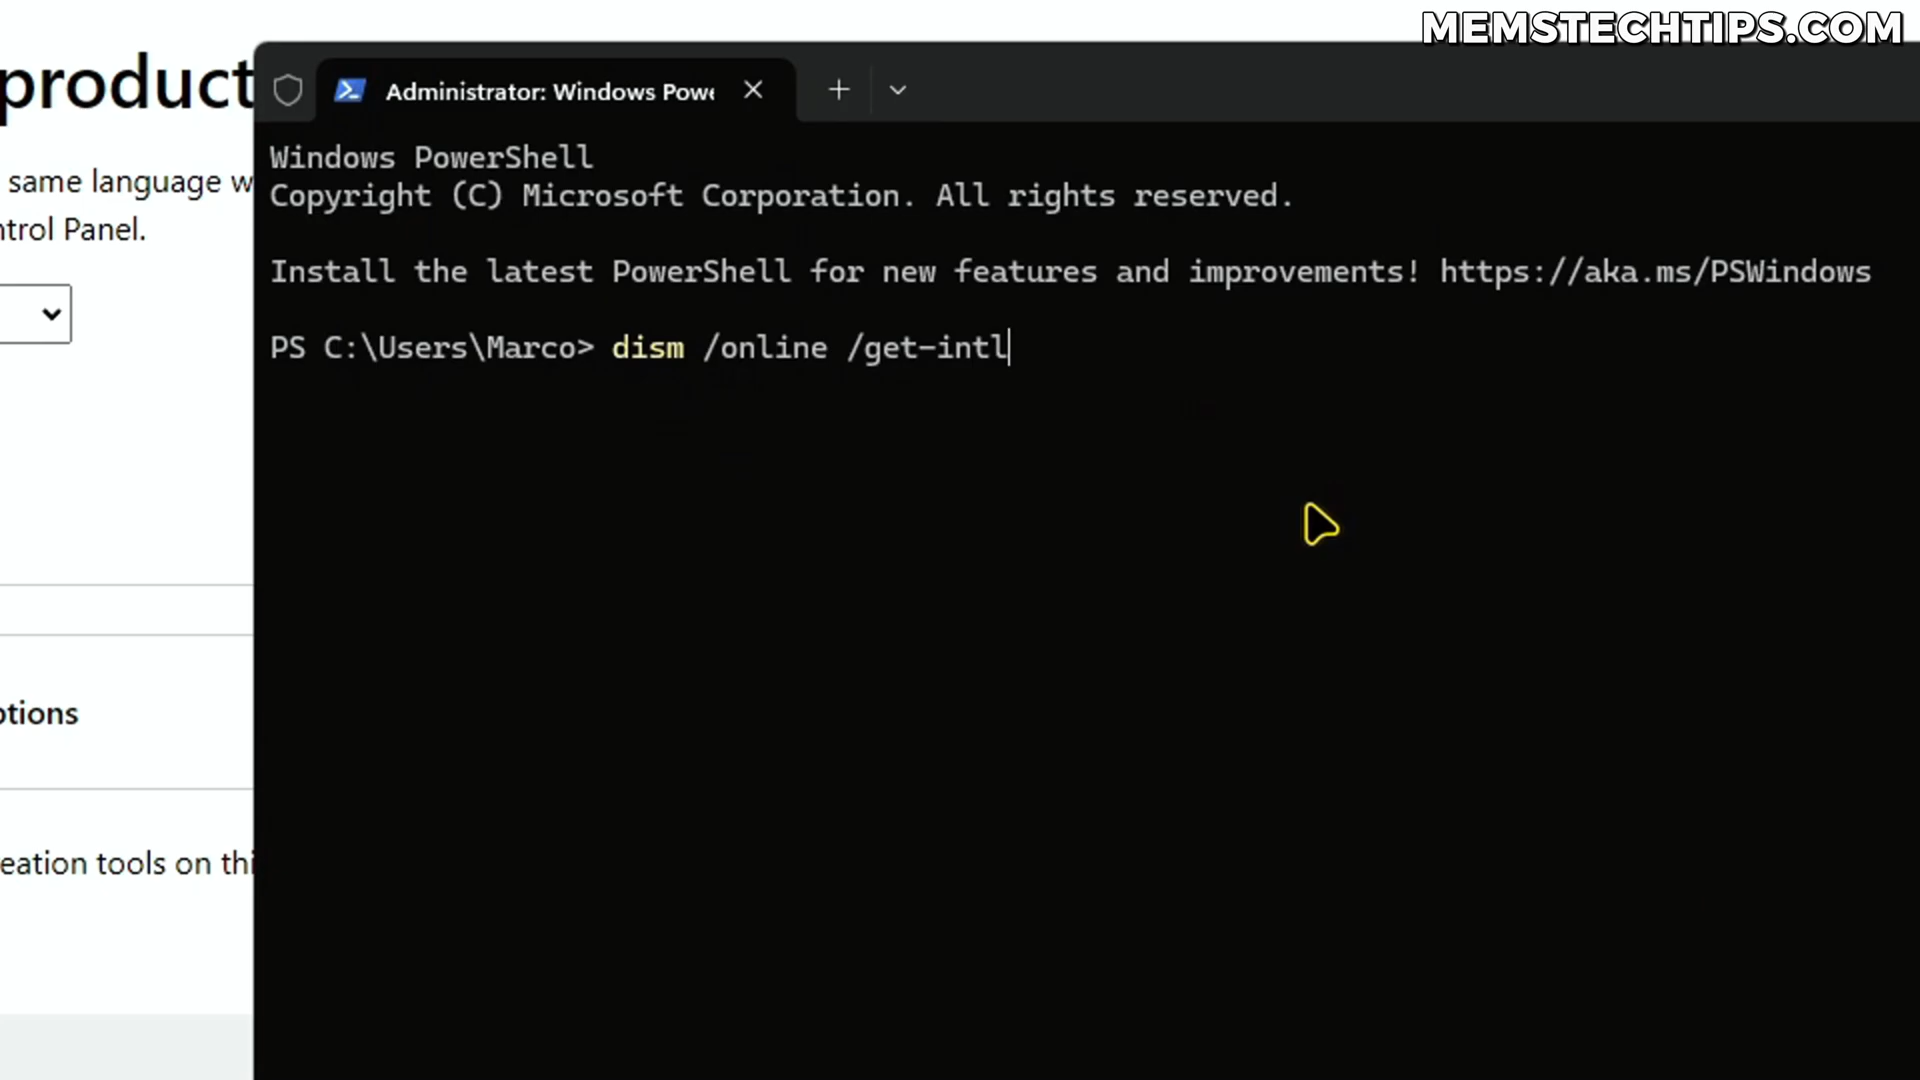 MEMSTECHTIPS.COM
product
same language w
ntrol Panel.
ptions
eation tools on thi
Administrator: Windows Powe
Windows PowerShell
Copyright (C) Microsoft Corporation. All rights reserved.
Install the latest PowerShell for new features and improvements! https://aka.ms/PSWindows
PS C:\Users\Marco> dism /online /get-intl